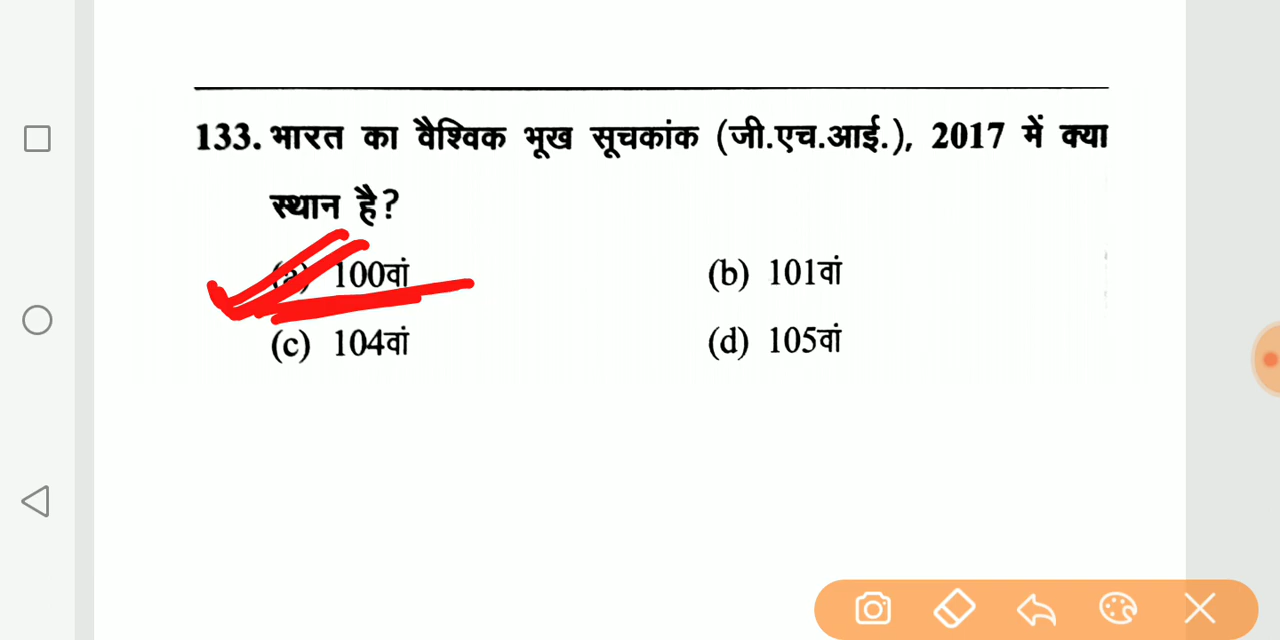 133. भारत का वैश्विक भूख सूचकांक (जी.एच.आई.), 2017 में क्या
स्थान है?
(a) 100वां (b) 101वां
(c) 104वां (d) 105वां